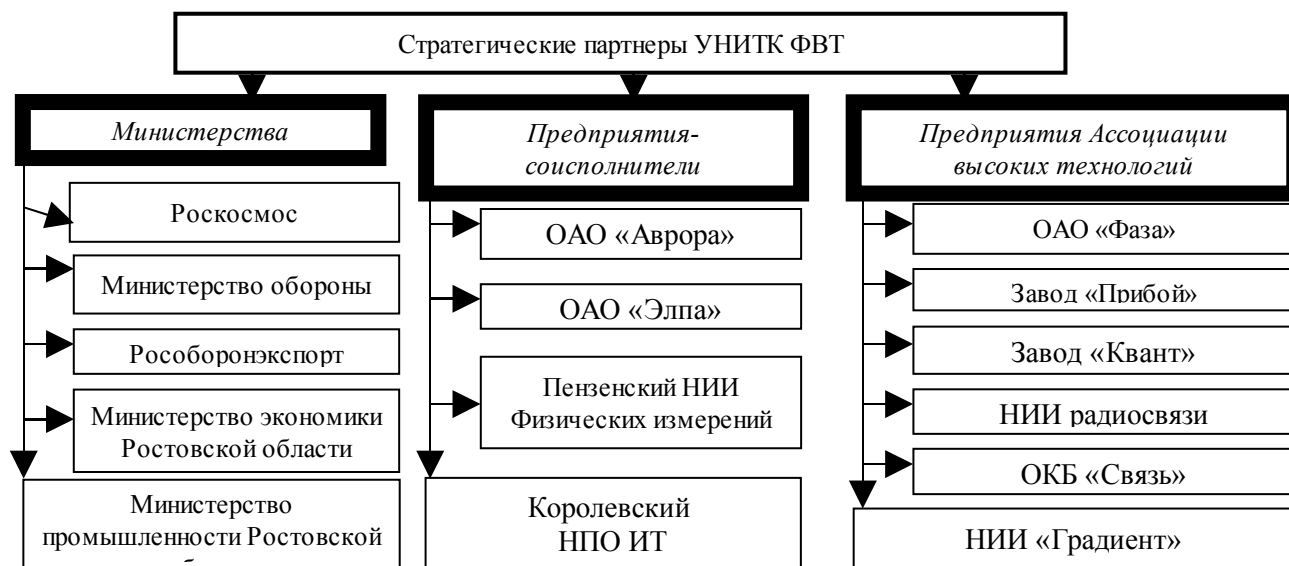 Стратегические партнеры УНИТК ФВТ
Министерства
Роскосмос
Министерство обороны
Рособоронэкспорт
Министерство экономики
Ростовской области
Министерство
промышленности Ростовской
Предприятия-
соисполнители
ОАО «Аврора»
ОАО «Элпа»
Пензенский НИИ
Физических измерений
Королевский
НПО ИТ
Предприятия Ассоциации
высоких технологий
ОАО «Фаза»
Завод «Прибой»
Завод «Квант»
НИИ радиосвязи
ОКБ «Связь»
НИИ «Градиент»